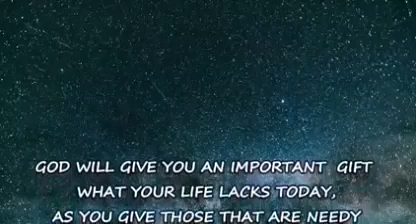 GOD WILL GIVE YOU AN IMPORTANT GIFT
WHAT YOUR LIFE LACKS TODAY,
AS YOU GIVE THOSE THAT ARE NEEDY